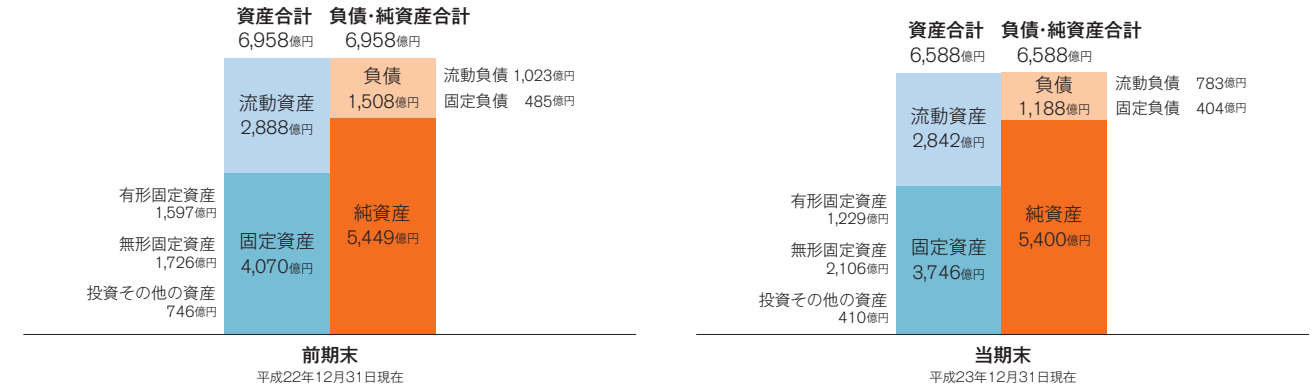 資産合計 負債・純資産合計
6,958億円 6,958億円
流動資産
2,888億円
負債
1,508億円
流動負債 1,023億円
固定負債 485億円
有形固定資産
1,597億円
無形固定資産
1,726億円
投資その他の資産
746億円
固定資産
4,070億円
純資産
5,449億円
前期末
平成22年12月31日現在
資産合計 負債・純資産合計
6,588億円 6,588億円
流動資産
2,842億円
負債
1,188億円
流動負債 783億円
固定負債 404億円
有形固定資産
1,229億円
無形固定資産
2,106億円
投資その他の資産
410億円
固定資産
3,746億円
純資産
5,400億円
当期末
平成23年12月31日現在